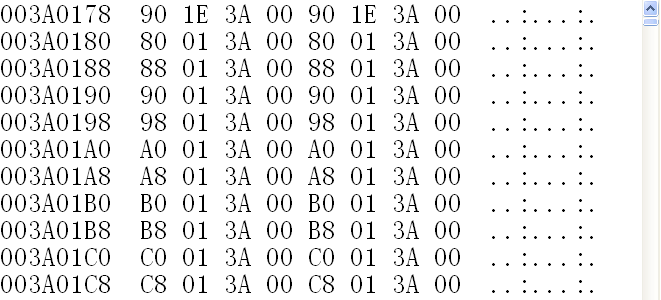 003A0178  90 1E 3A 00 90 1E 3A 00  ..:...:.
003A0180  80 01 3A 00 80 01 3A 00  ..:...:.
003A0188  88 01 3A 00 88 01 3A 00  ..:...:.
003A0190  90 01 3A 00 90 01 3A 00  ..:...:.
003A0198  98 01 3A 00 98 01 3A 00  ..:...:.
003A01A0  A0 01 3A 00 A0 01 3A 00  ..:...:.
003A01A8  A8 01 3A 00 A8 01 3A 00  ..:...:.
003A01B0  B0 01 3A 00 B0 01 3A 00  ..:...:.
003A01B8  B8 01 3A 00 B8 01 3A 00  ..:...:.
003A01C0  C0 01 3A 00 C0 01 3A 00  ..:...:.
003A01C8  C8 01 3A 00 C8 01 3A 00  ..:...:.